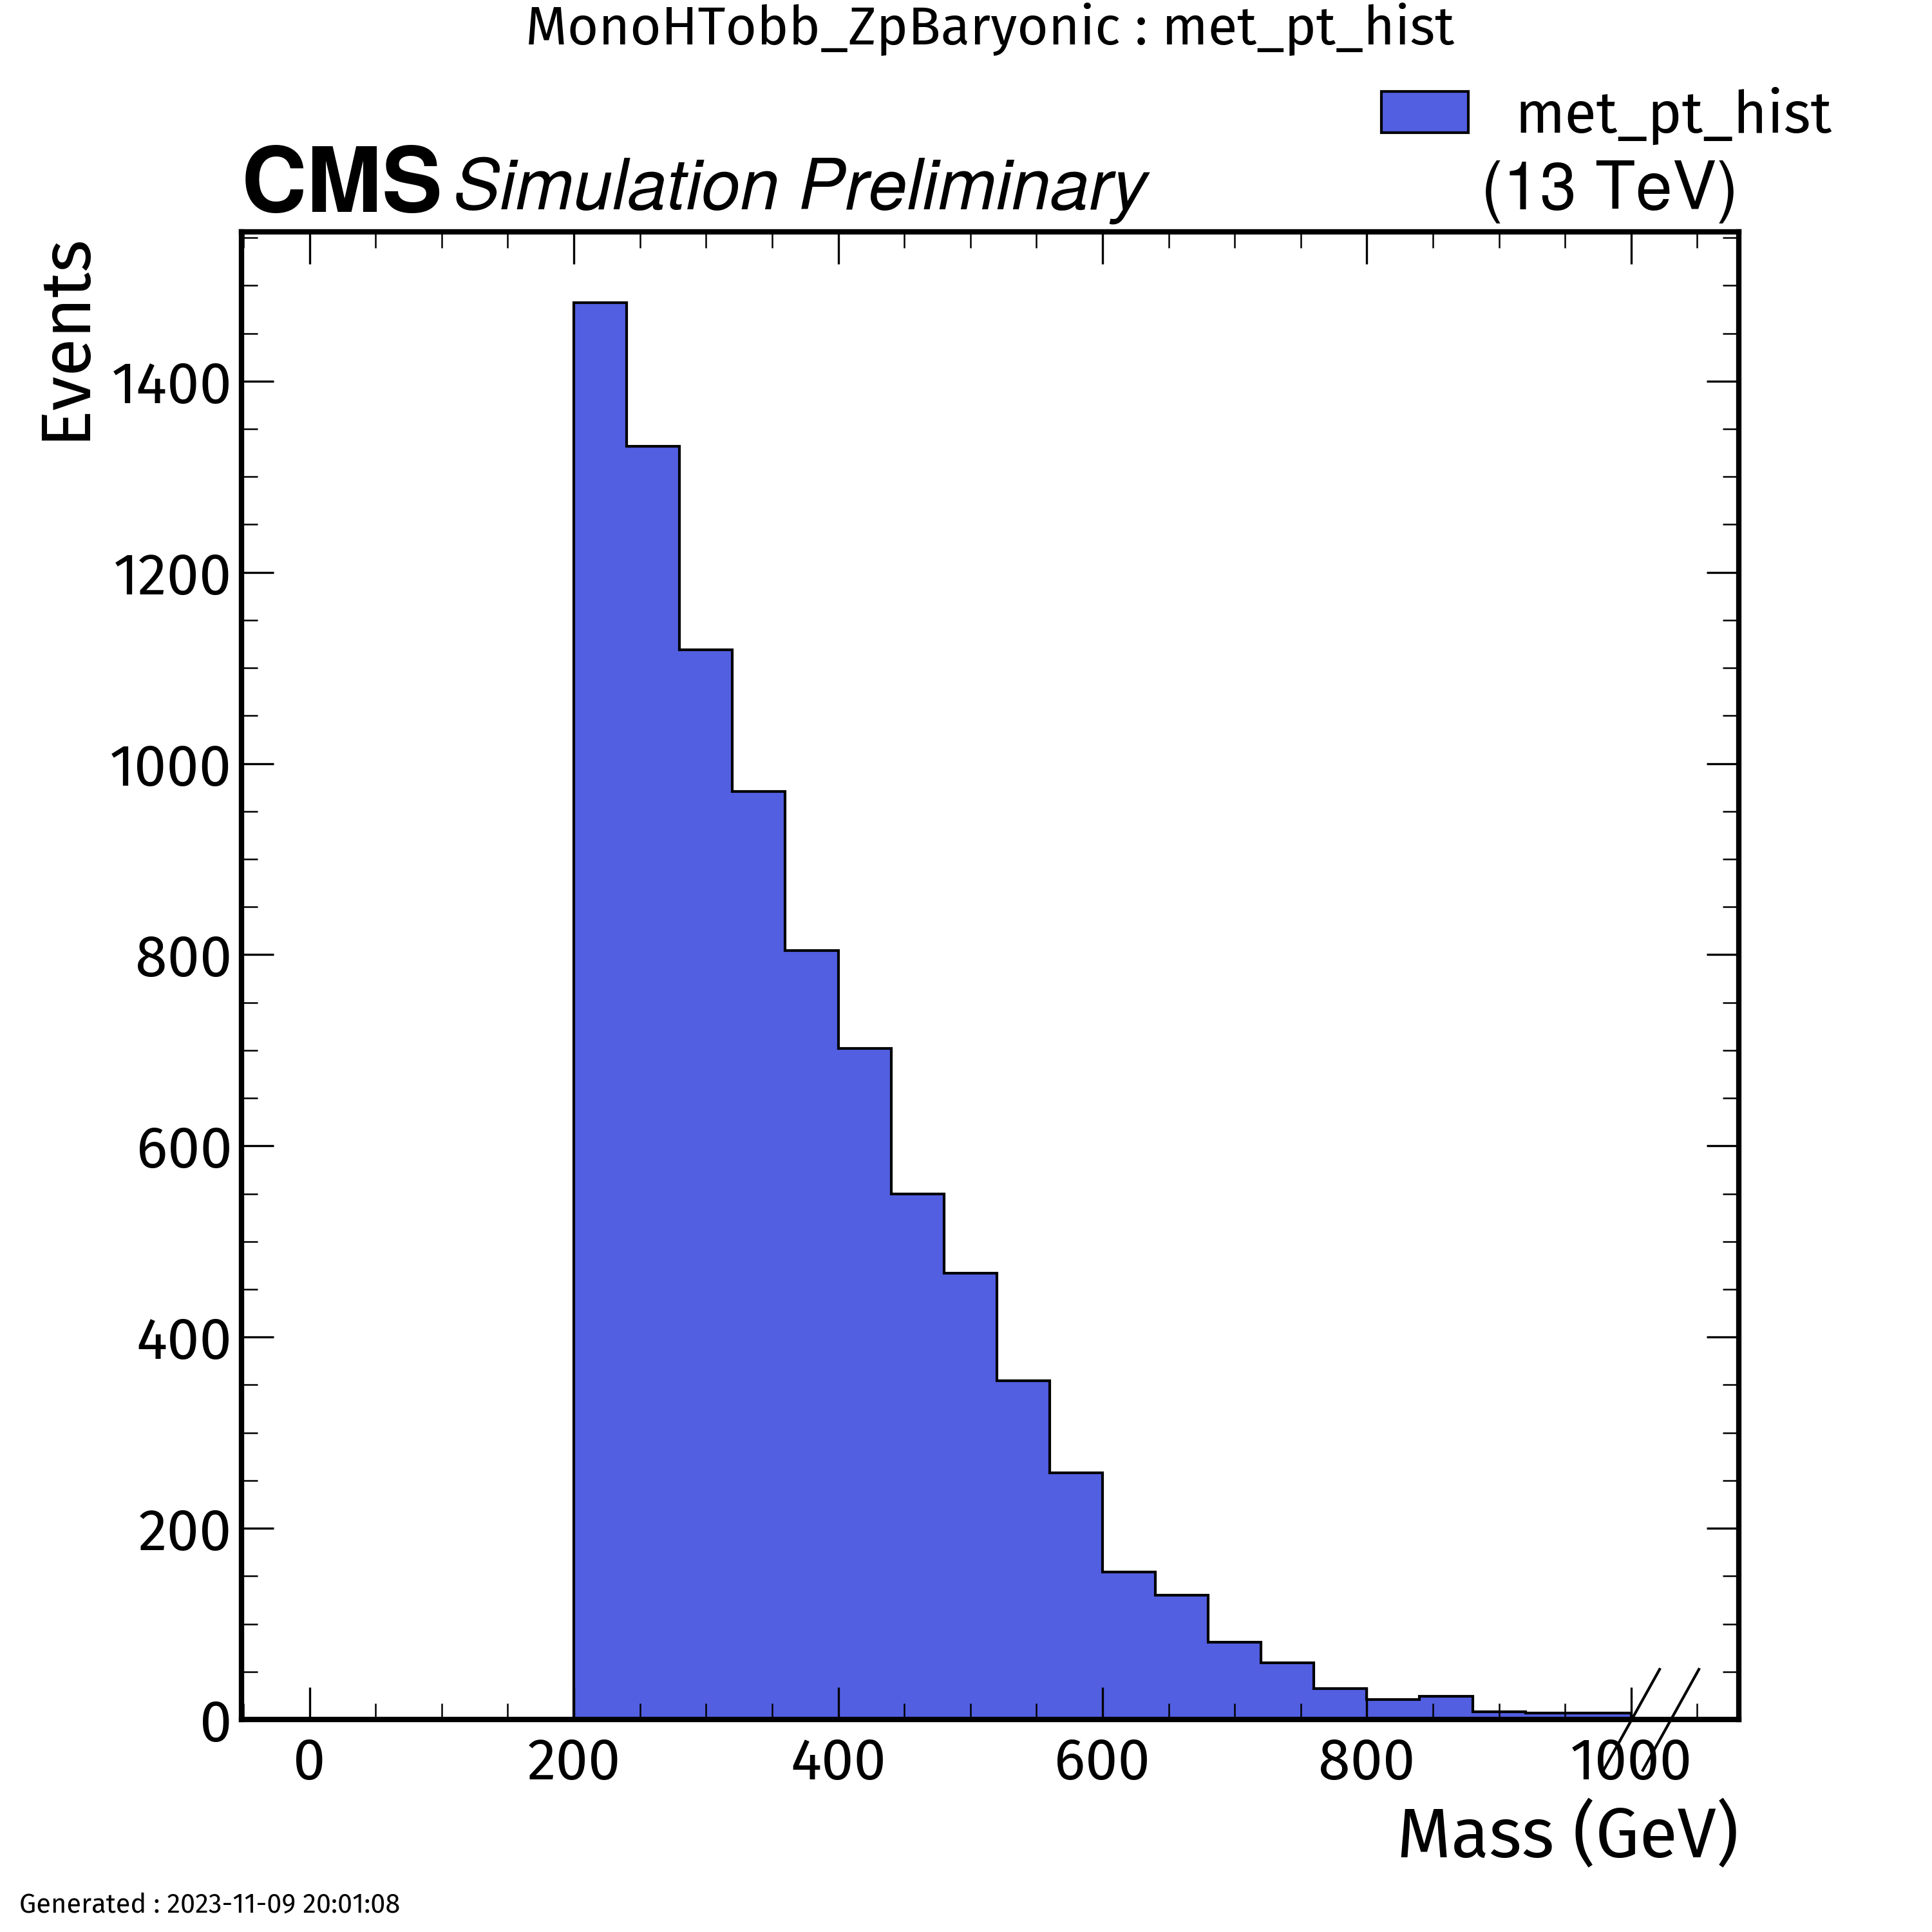 MonoHTobb_ZpBaryonic : met_pt_hist
met_pt_hist
CMS Simulation Preliminary (13 TeV)
Events
1400
1200
1000
800
600
400
200
0
0 200 400 600 800 1000
Mass (GeV)
Generated : 2023-11-09 20:01:08